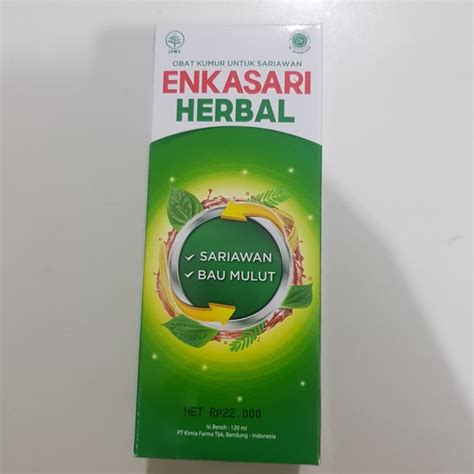 JAMU
OBAT KUMUR UNTUK SARIAWAN
ENKASARI
HERBAL
✓ SARIAWAN
✓ BAU MULUT
HET Rp22.000
Isi Bersih : 120 ml
PT Kimia Farma Tbk, Bandung - Indonesia